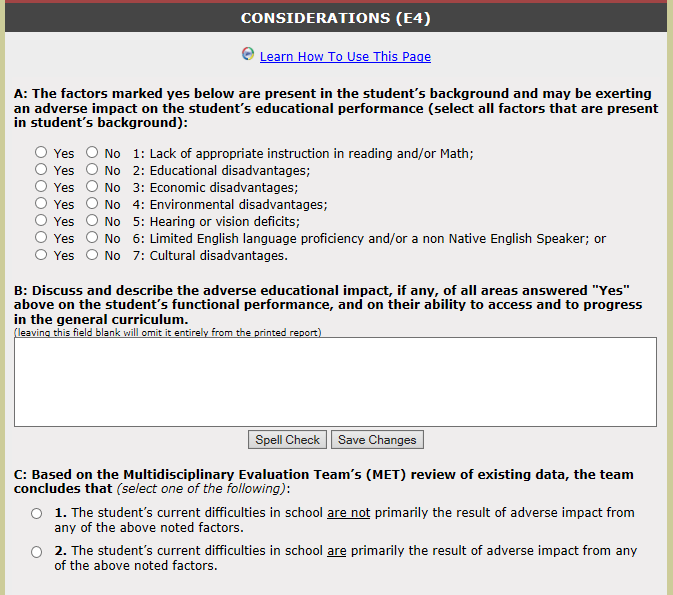 CONSIDERATIONS (E4)
Learn How To Use This Page
A: The factors marked yes below are present in the student's background and may be exerting
an adverse impact on the student's educational performance (select all factors that are present
in student's background):
Yes No 1: Lack of appropriate instruction in reading and/or Math;
Yes No 2: Educational disadvantages;
Yes No 3: Economic disadvantages;
Yes No 4: Environmental disadvantages;
Yes No 5: Hearing or vision deficits;
Yes No 6: Limited English language proficiency and/or a non Native English Speaker; or
Yes No 7: Cultural disadvantages.
B: Discuss and describe the adverse educational impact, if any, of all areas answered "Yes"
above on the student's functional performance, and on their ability to access and to progress
in the general curriculum.
(leaving this field blank will omit it entirely from the printed report)
Spell Check Save Changes
C: Based on the Multidisciplinary Evaluation Team's (MET) review of existing data, the team
concludes that (select one of the following):
1. The student's current difficulties in school are not primarily the result of adverse impact from
any of the above noted factors.
2. The student's current difficulties in school are primarily the result of adverse impact from any
of the above noted factors.